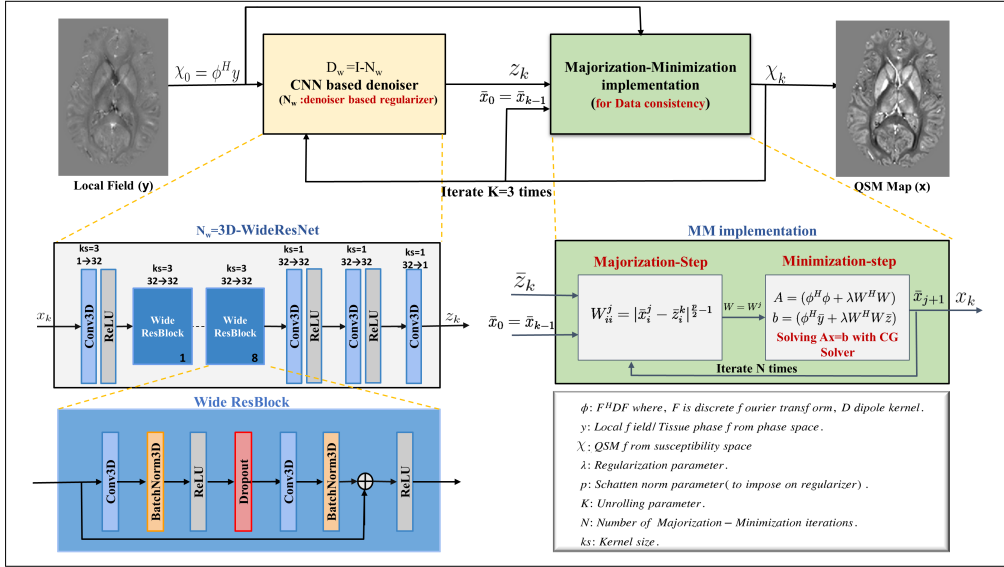 χ₀ = ϕᴴy
D_w = I-N_w
CNN based denoiser
(N_w :denoiser based regularizer)
z_k
x̄₀ = x̄_{k-1}
Majorization-Minimization
implementation
(for Data consistency)
χ_k
Local Field (y)
Iterate K=3 times
QSM Map (x)
N_w=3D-WideResNet
ks=3
1→32
ks=3
32→32
ks=3
32→32
ks=1
32→32
ks=1
32→32
ks=1
32→1
x_k
Conv3D
ReLU
Wide
ResBlock
1
Wide
ResBlock
8
Conv3D
ReLU
Conv3D
ReLU
Conv3D
z_k
Wide ResBlock
Conv3D
BatchNorm3D
ReLU
Dropout
Conv3D
BatchNorm3D
ReLU
MM implementation
z̄_k
x̄₀ = x̄_{k-1}
Majorization-Step
W_{ii}^j = |x̄_i^j − z̄_i^k|^{p/2 −1}
W = W^j
Minimization-step
A = (ϕᴴϕ + λWᴴW)
b = (ϕᴴȳ + λWᴴWz̄)
Solving Ax=b with CG
Solver
x̄_{j+1}
x_k
Iterate N times
ϕ: FᴴDF where, F is discrete fourier transform, D dipole kernel.
y: Local field/Tissue phase from phase space.
χ: QSM from susceptibility space
λ: Regularization parameter.
p: Schatten norm parameter(to impose on regularizer).
K: Unrolling parameter.
N: Number of Majorization − Minimization iterations.
ks: Kernel size.